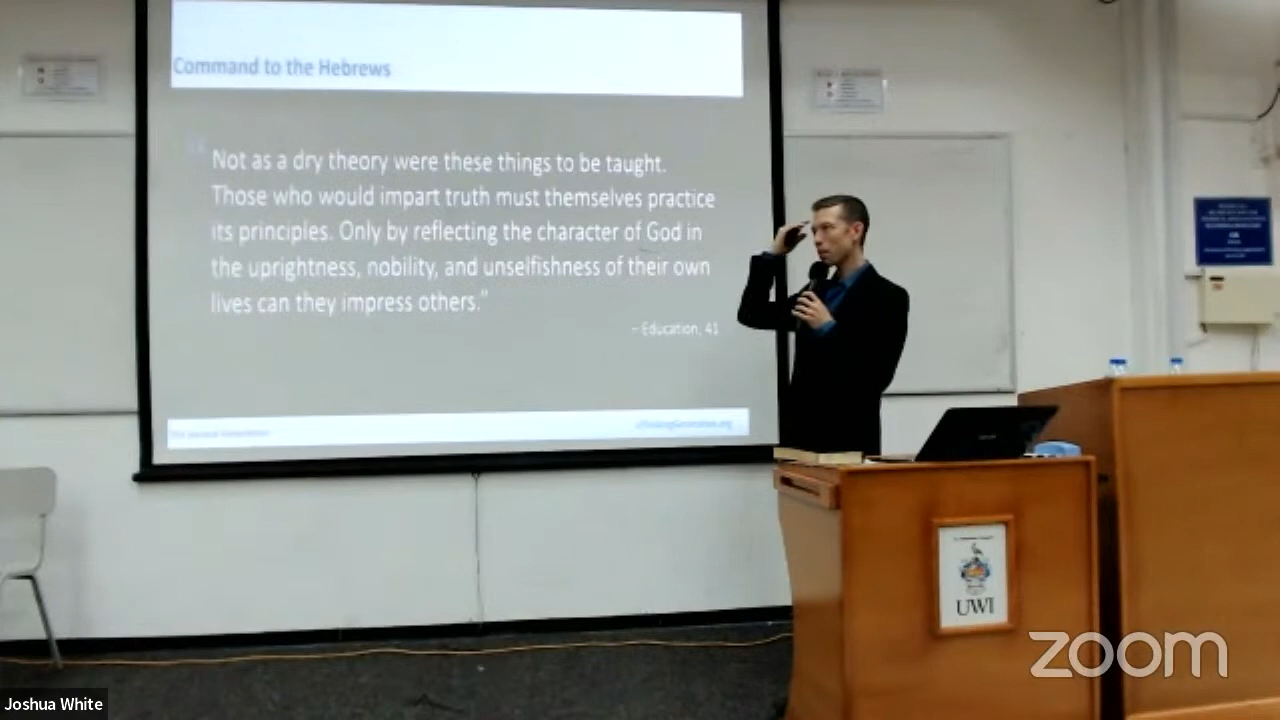 Command to the Hebrews
Not as a dry theory were these things to be taught.
Those who would impart truth must themselves practice
its principles. Only by reflecting the character of God in
the uprightness, nobility, and unselfishness of their own
lives can they impress others.”
– Education, 41
UWI
zoom
Joshua White